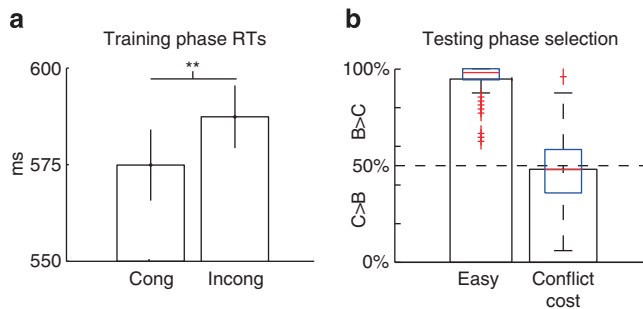 a
Training phase RTs
600
**
ms
575
550
Cong
Incong
b
Testing phase selection
100%
B>C
50%
C>B
0%
Easy
Conflict
cost